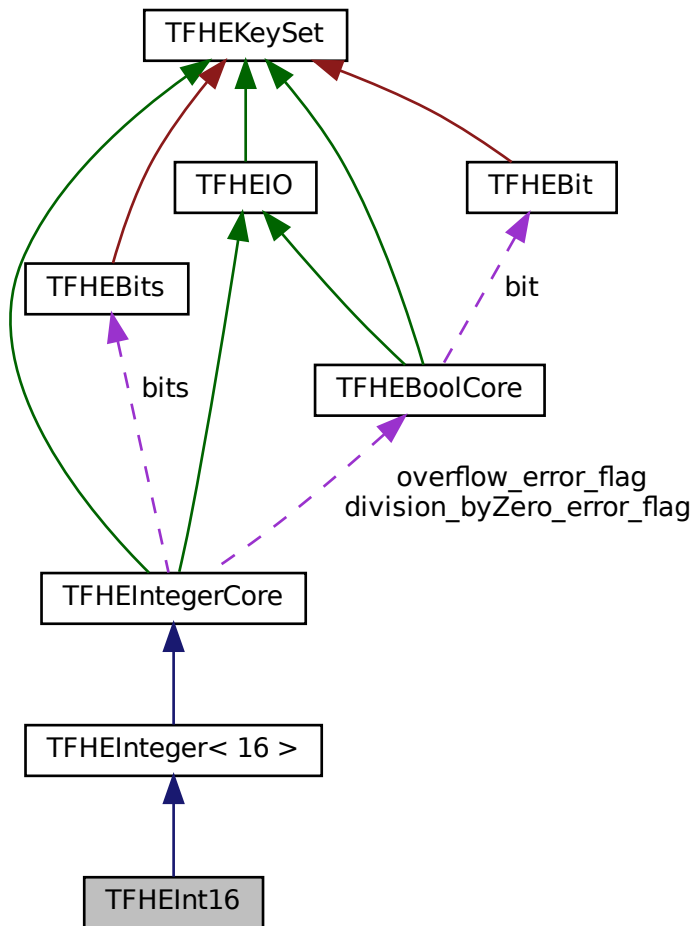 TFHEKeySet
TFHEIO
TFHEBit
TFHEBits
bit
TFHEBoolCore
bits
overflow_error_flag
division_byZero_error_flag
TFHEIntegerCore
TFHEInteger< 16 >
TFHEInt16